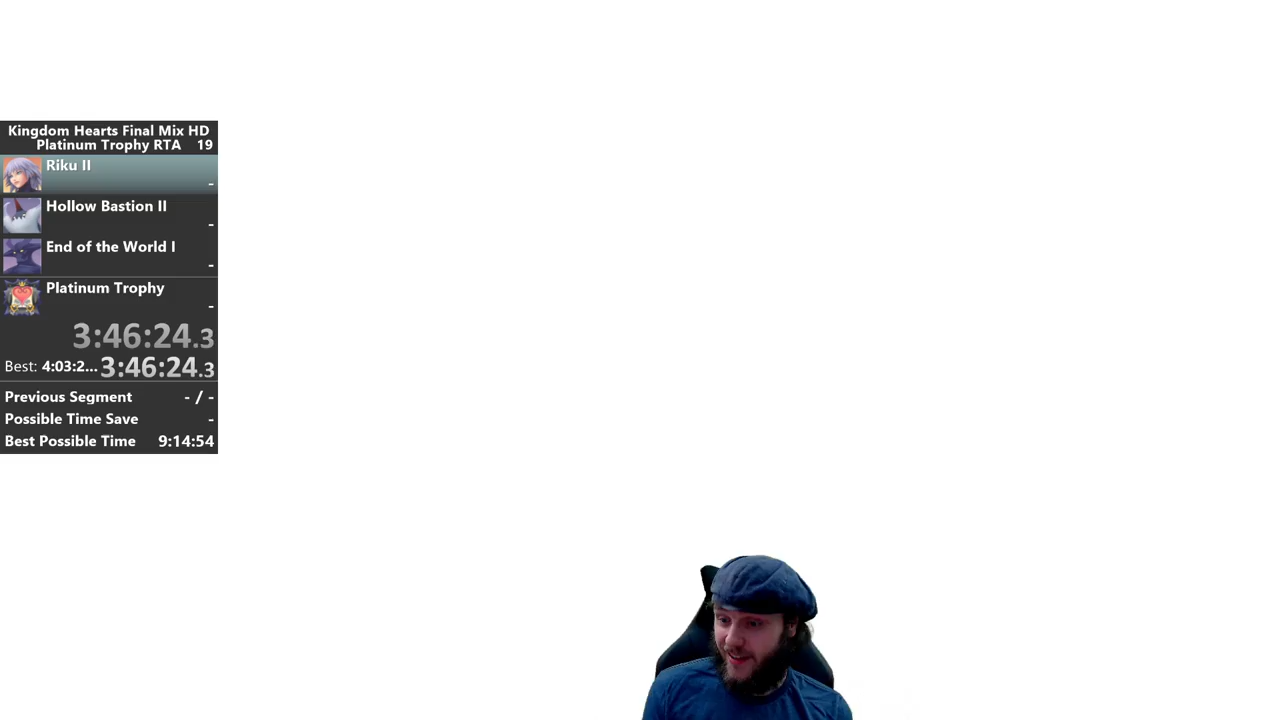 Kingdom Hearts Final Mix HD
Platinum Trophy RTA 19
Riku II
-
Hollow Bastion II
-
End of the World I
-
Platinum Trophy
-
3:46:24.3
Best: 4:03:2... 3:46:24.3
Previous Segment - / -
Possible Time Save -
Best Possible Time 9:14:54